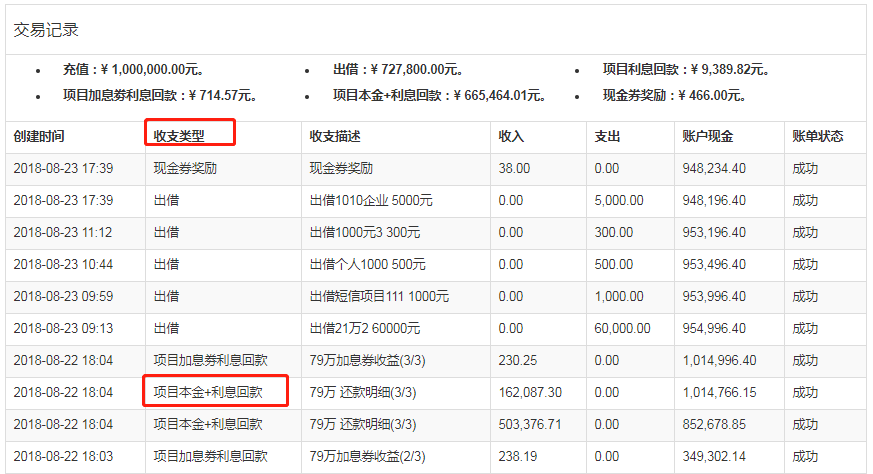 交易记录
充值：¥ 1,000,000.00元。 出借：¥ 727,800.00元。 项目利息回款：¥ 9,389.82元。
项目加息券利息回款：¥ 714.57元。 项目本金+利息回款：¥ 665,464.01元。 现金券奖励：¥ 466.00元。
创建时间 收支类型 收支描述 收入 支出 账户现金 账单状态
2018-08-23 17:39 现金券奖励 现金券奖励 38.00 0.00 948,234.40 成功
2018-08-23 17:39 出借 出借1010企业 5000元 0.00 5,000.00 948,196.40 成功
2018-08-23 11:12 出借 出借1000元3 300元 0.00 300.00 953,196.40 成功
2018-08-23 10:44 出借 出借个人1000 500元 0.00 500.00 953,496.40 成功
2018-08-23 09:59 出借 出借短信项目111 1000元 0.00 1,000.00 953,996.40 成功
2018-08-23 09:13 出借 出借21万2 60000元 0.00 60,000.00 954,996.40 成功
2018-08-22 18:04 项目加息券利息回款 79万加息券收益(3/3) 230.25 0.00 1,014,996.40 成功
2018-08-22 18:04 项目本金+利息回款 79万 还款明细(3/3) 162,087.30 0.00 1,014,766.15 成功
2018-08-22 18:04 项目本金+利息回款 79万 还款明细(3/3) 503,376.71 0.00 852,678.85 成功
2018-08-22 18:03 项目加息券利息回款 79万加息券收益(2/3) 238.19 0.00 349,302.14 成功